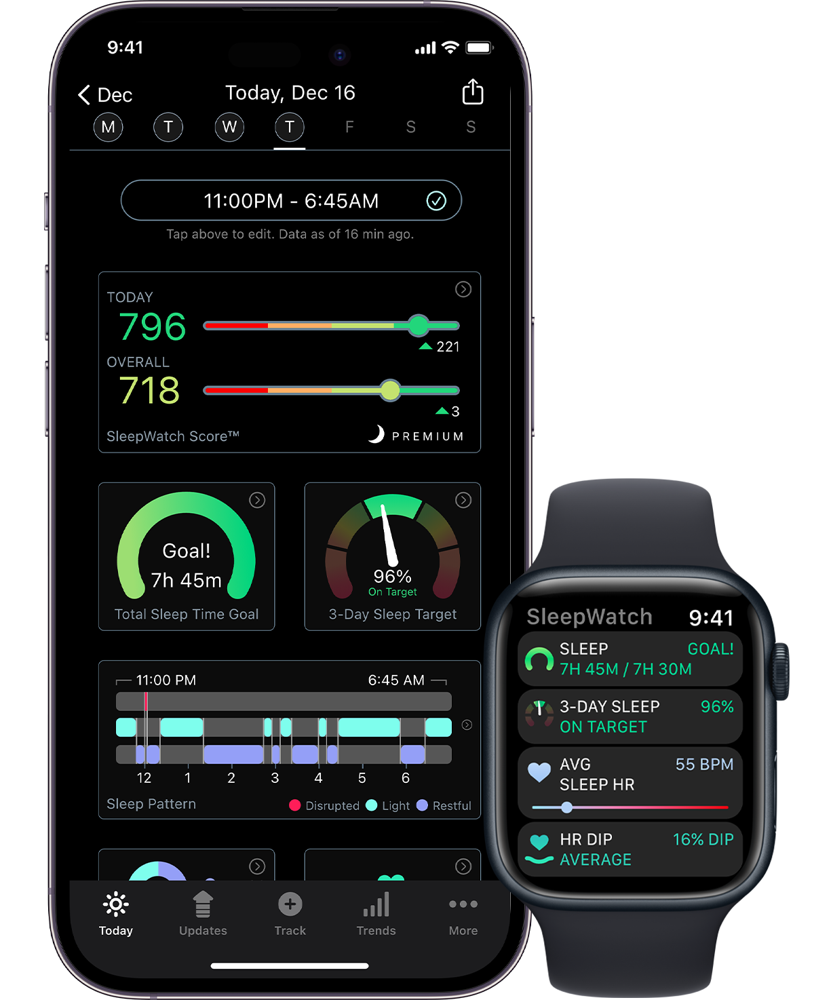 9:41
Dec
Today, Dec 16
M T W T F S S
11:00PM - 6:45AM
Tap above to edit. Data as of 16 min ago.
TODAY
796
221
OVERALL
718
3
SleepWatch Score™
PREMIUM
Goal!
7h 45m
Total Sleep Time Goal
96%
On Target
3-Day Sleep Target
11:00 PM
6:45 AM
12 1 2 3 4 5 6
Sleep Pattern
Disrupted Light Restful
Today
Updates
Track
Trends
More
SleepWatch 9:41
SLEEP GOAL!
7H 45M / 7H 30M
3-DAY SLEEP 96%
ON TARGET
AVG 55 BPM
SLEEP HR
HR DIP 16% DIP
AVERAGE